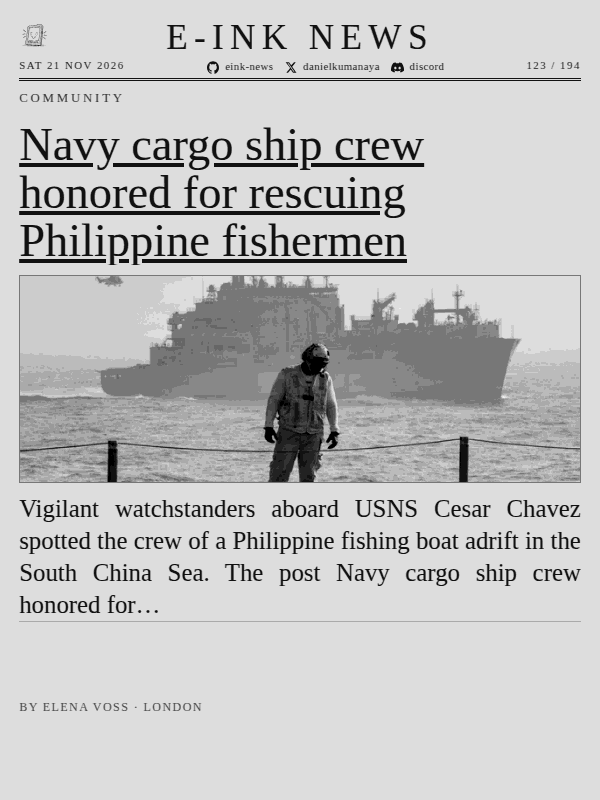 E-INK NEWS
SAT 21 NOV 2026
eink-news danielkumanaya discord
123 / 194
COMMUNITY
Navy cargo ship crew
honored for rescuing
Philippine fishermen
Vigilant watchstanders aboard USNS Cesar Chavez
spotted the crew of a Philippine fishing boat adrift in the
South China Sea. The post Navy cargo ship crew
honored for…
BY ELENA VOSS · LONDON